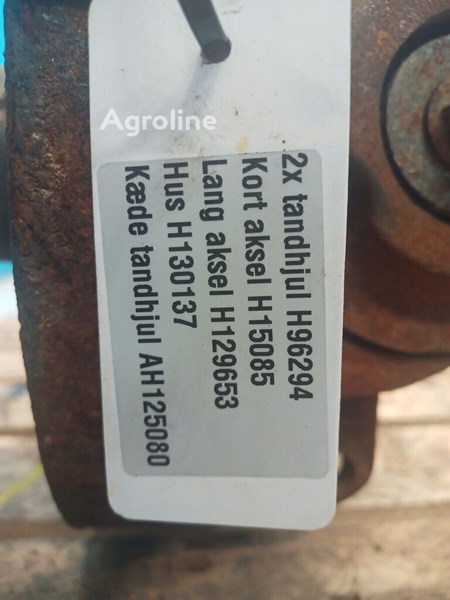 Agroline
2x tandhjul H96294
Kort aksel H15085
Lang aksel H129653
Hus H130137
Kæde tandhjul AH125080